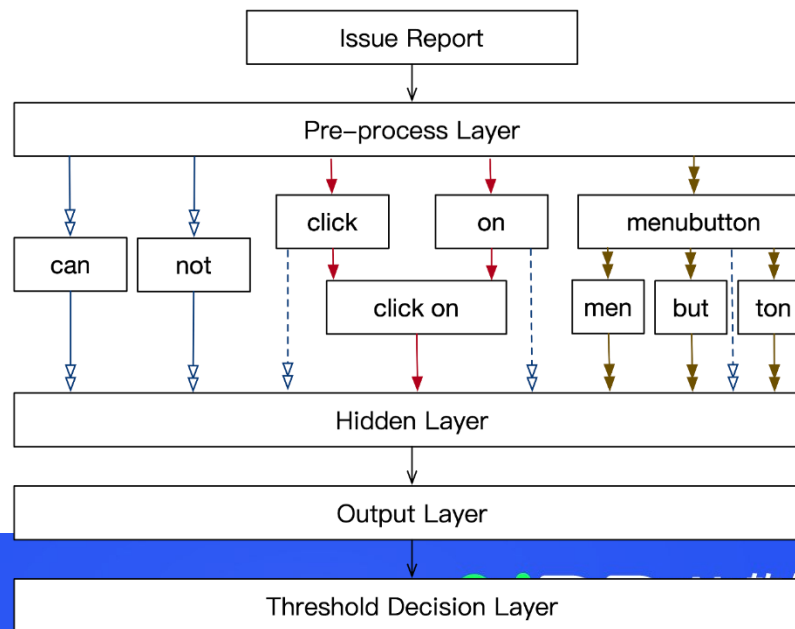 Issue Report
Pre-process Layer
click on menubutton
can not
click on men but ton
Hidden Layer
Output Layer
Threshold Decision Layer